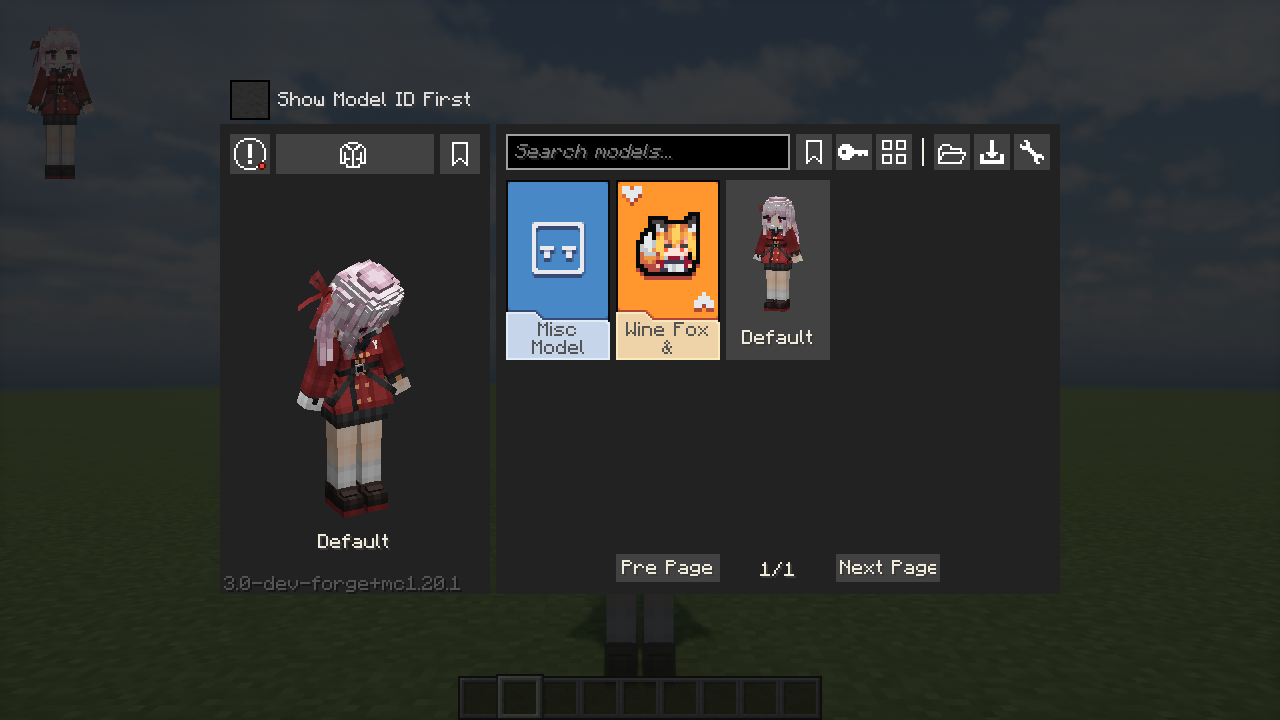 Show Model ID First
Search models...
Misc
Model
Wine Fox
&
Default
Default
3.0-dev-forge+mc1.20.1
Pre Page
1/1
Next Page